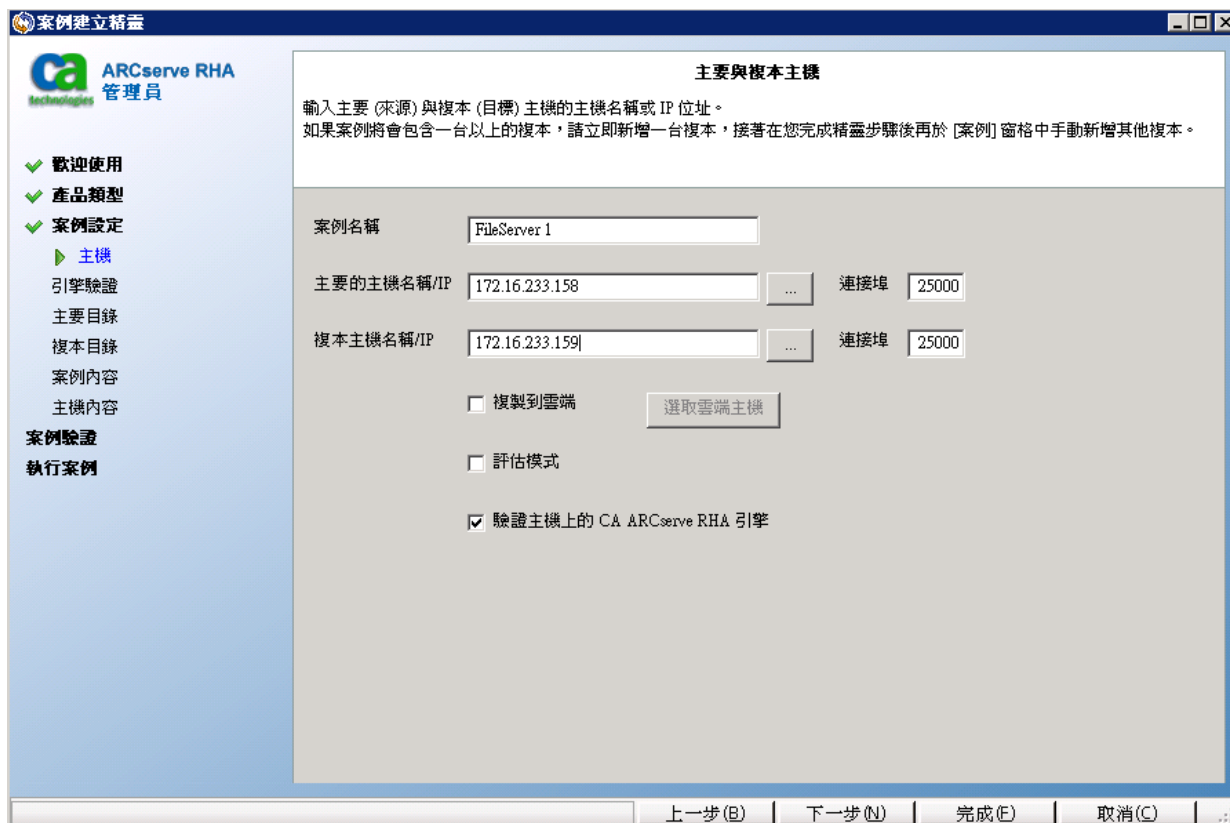 案例建立精靈
ca technologies
ARCserve RHA
管理員
歡迎使用
產品類型
案例設定
主機
引擎驗證
主要目錄
複本目錄
案例內容
主機內容
案例驗證
執行案例
主要與複本主機
輸入主要 (來源) 與複本 (目標) 主機的主機名稱或 IP 位址。
如果案例將會包含一台以上的複本，請立即新增一台複本，接著在您完成精靈步驟後再於 [案例] 窗格中手動新增其他複本。
案例名稱 FileServer 1
主要的主機名稱/IP 172.16.233.158 ... 連接埠 25000
複本主機名稱/IP 172.16.233.159 ... 連接埠 25000
複製到雲端 選取雲端主機
評估模式
驗證主機上的 CA ARCserve RHA 引擎
上一步(B) 下一步(N) 完成(F) 取消(C)